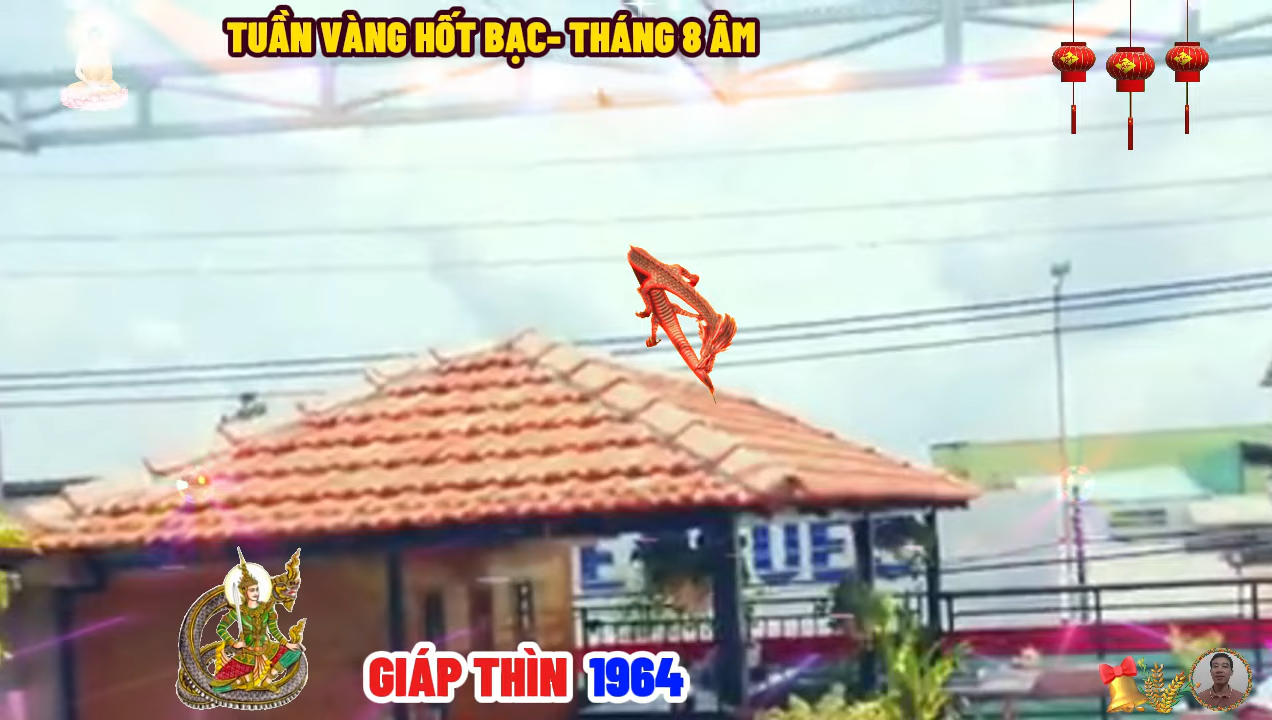 TUẦN VÀNG HỐT BẠC- THÁNG 8 ÂM
GIÁP THÌN 1964